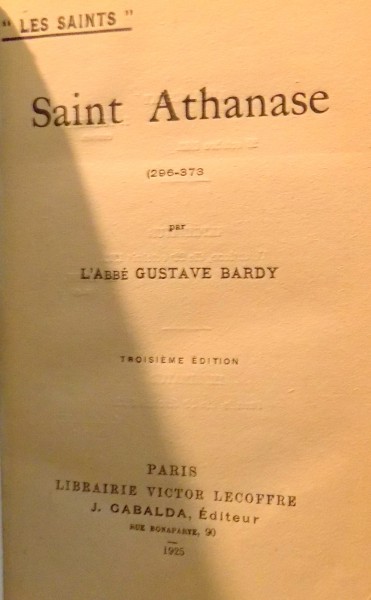 "LES SAINTS"
Saint Athanase
(296-373
par
L'ABBÉ GUSTAVE BARDY
TROISIÈME ÉDITION
PARIS
LIBRAIRIE VICTOR LECOFFRE
J. GABALDA, Éditeur
RUE BONAPARTE, 90
1925